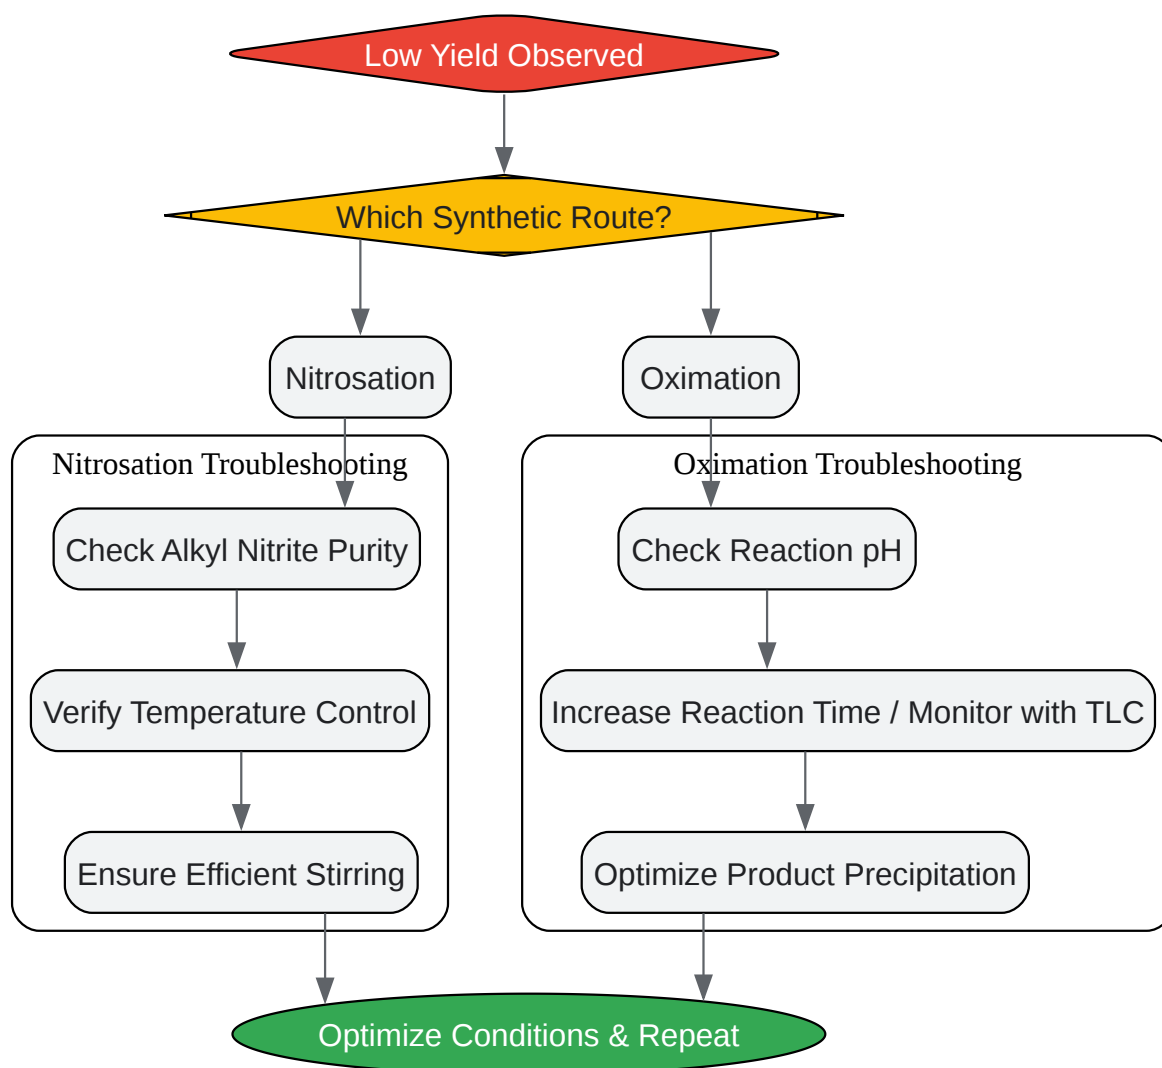 Low Yield Observed
Which Synthetic Route?
Nitrosation
Oximation
Nitrosation Troubleshooting
Oximation Troubleshooting
Check Alkyl Nitrite Purity
Check Reaction pH
Verify Temperature Control
Increase Reaction Time / Monitor with TLC
Ensure Efficient Stirring
Optimize Product Precipitation
Optimize Conditions & Repeat